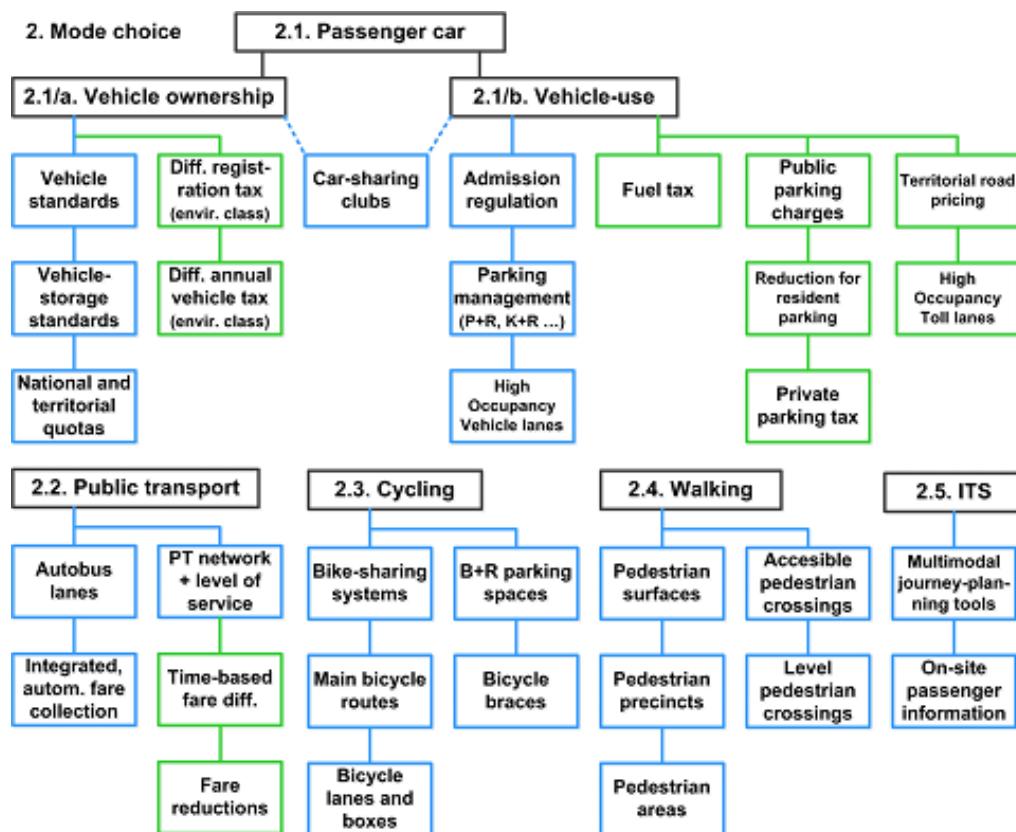 2. Mode choice
2.1. Passenger car
2.1/a. Vehicle ownership
2.1/b. Vehicle-use
Vehicle
standards
Diff. regist-
ration tax
(envir. class)
Car-sharing
clubs
Admission
regulation
Fuel tax
Public
parking
charges
Territorial road
pricing
Vehicle-
storage
standards
Diff. annual
vehicle tax
(envir. class)
Parking
management
(P+R, K+R ...)
Reduction for
resident
parking
High
Occupancy
Toll lanes
National and
territorial
quotas
High
Occupancy
Vehicle lanes
Private
parking tax
2.2. Public transport
2.3. Cycling
2.4. Walking
2.5. ITS
Autobus
lanes
PT network
+ level of
service
Bike-sharing
systems
B+R parking
spaces
Pedestrian
surfaces
Accesible
pedestrian
crossings
Multimodal
journey-plan-
ning tools
Integrated,
autom. fare
collection
Time-based
fare diff.
Main bicycle
routes
Bicycle
braces
Pedestrian
precincts
Level
pedestrian
crossings
On-site
passenger
information
Fare
reductions
Bicycle
lanes and
boxes
Pedestrian
areas